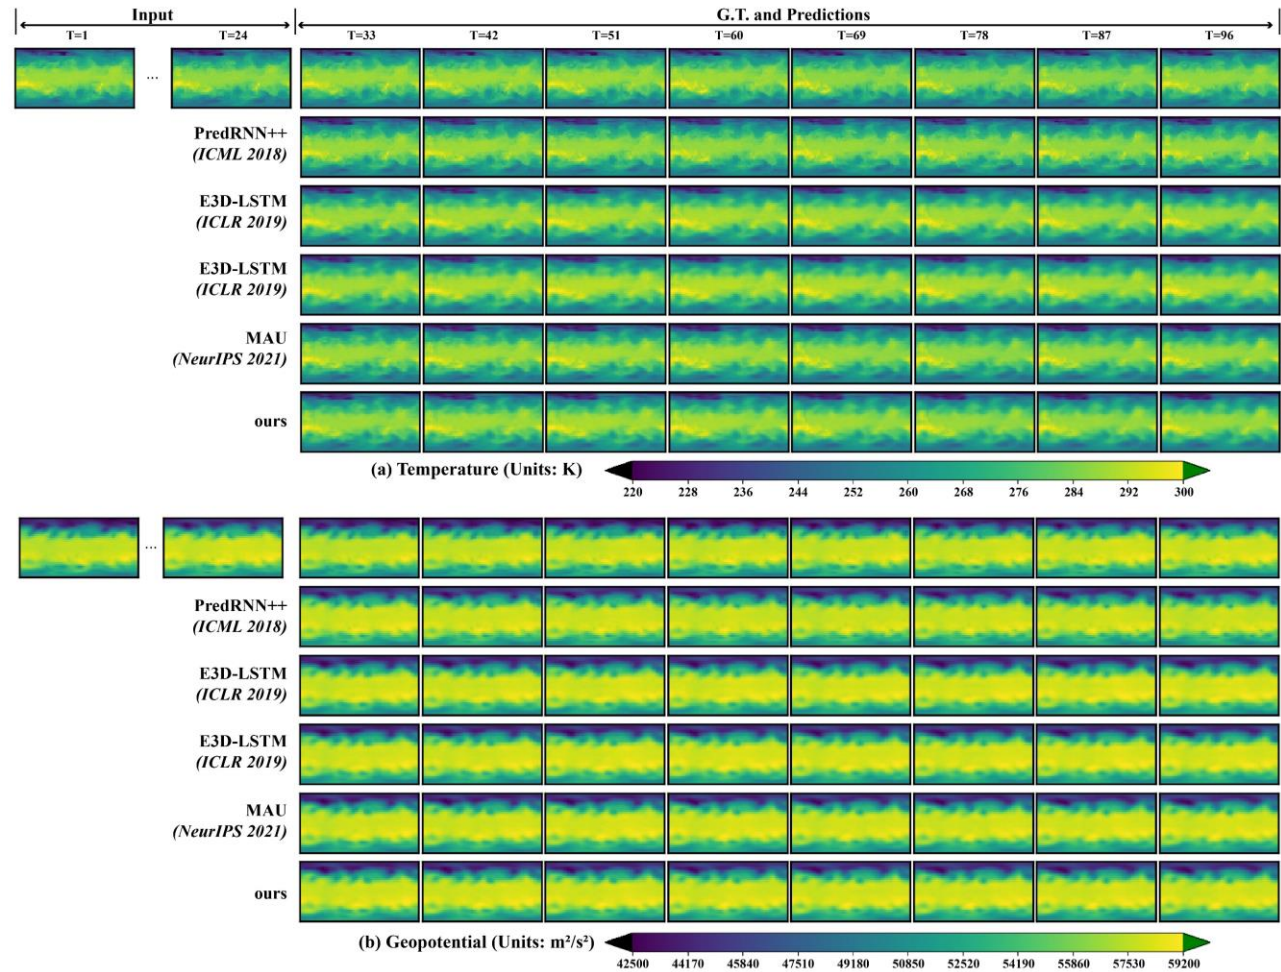 Input G.T. and Predictions
T=1 T=24 T=33 T=42 T=51 T=60 T=69 T=78 T=87 T=96
...
PredRNN++
(ICML 2018)
E3D-LSTM
(ICLR 2019)
E3D-LSTM
(ICLR 2019)
MAU
(NeurIPS 2021)
ours
(a) Temperature (Units: K)
220 228 236 244 252 260 268 276 284 292 300
...
PredRNN++
(ICML 2018)
E3D-LSTM
(ICLR 2019)
E3D-LSTM
(ICLR 2019)
MAU
(NeurIPS 2021)
ours
(b) Geopotential (Units: m²/s²)
42500 44170 45840 47510 49180 50850 52520 54190 55860 57530 59200